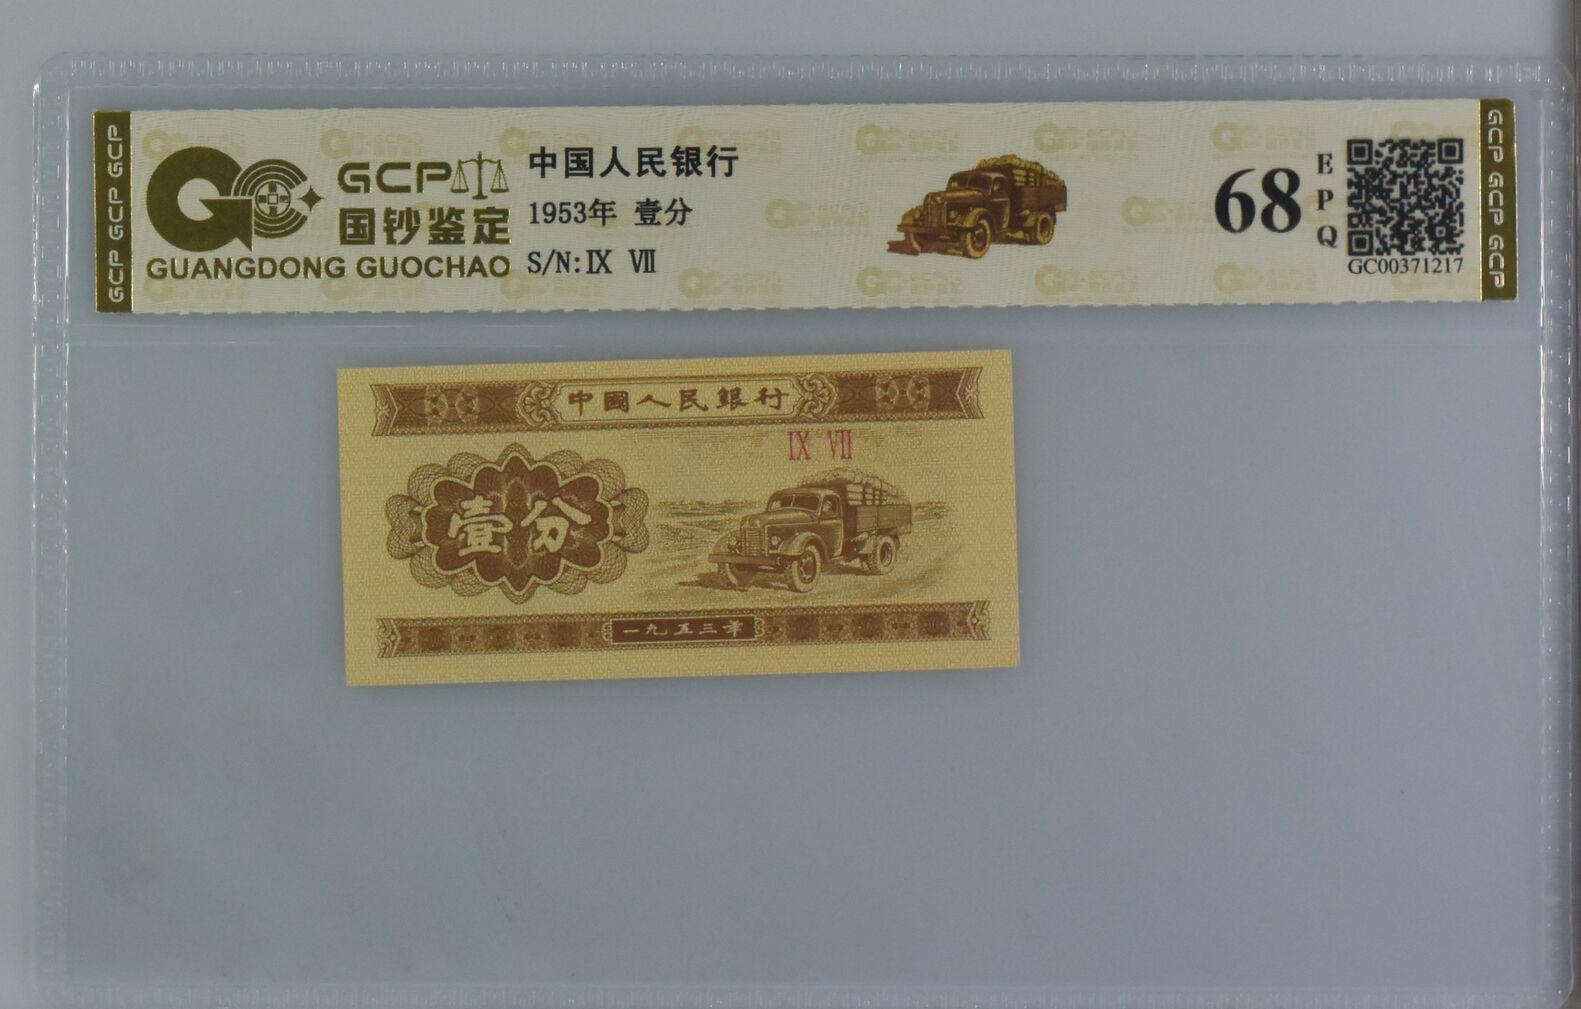 GCP GCP GCP
GCP
国钞鉴定
GUANGDONG GUOCHAO
中国人民银行
1953年 壹分
S/N:Ⅸ Ⅶ
68
EPQ
GC00371217
GCP GCP GCP
中國人民銀行
Ⅸ Ⅶ
壹分
一九五三年